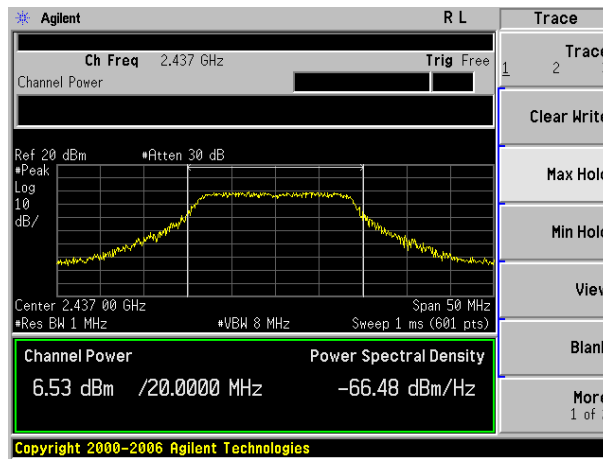 Agilent R L Trace
Ch Freq 2.437 GHz Trig Free
Channel Power
Trace
1 2
Clear Write
Max Hold
Min Hold
View
Blank
More
1 of
Ref 20 dBm #Atten 30 dB
#Peak
Log
10
dB/
Center 2.437 00 GHz Span 50 MHz
#Res BW 1 MHz #VBW 8 MHz Sweep 1 ms (601 pts)
Channel Power Power Spectral Density
6.53 dBm /20.0000 MHz -66.48 dBm/Hz
Copyright 2000-2006 Agilent Technologies